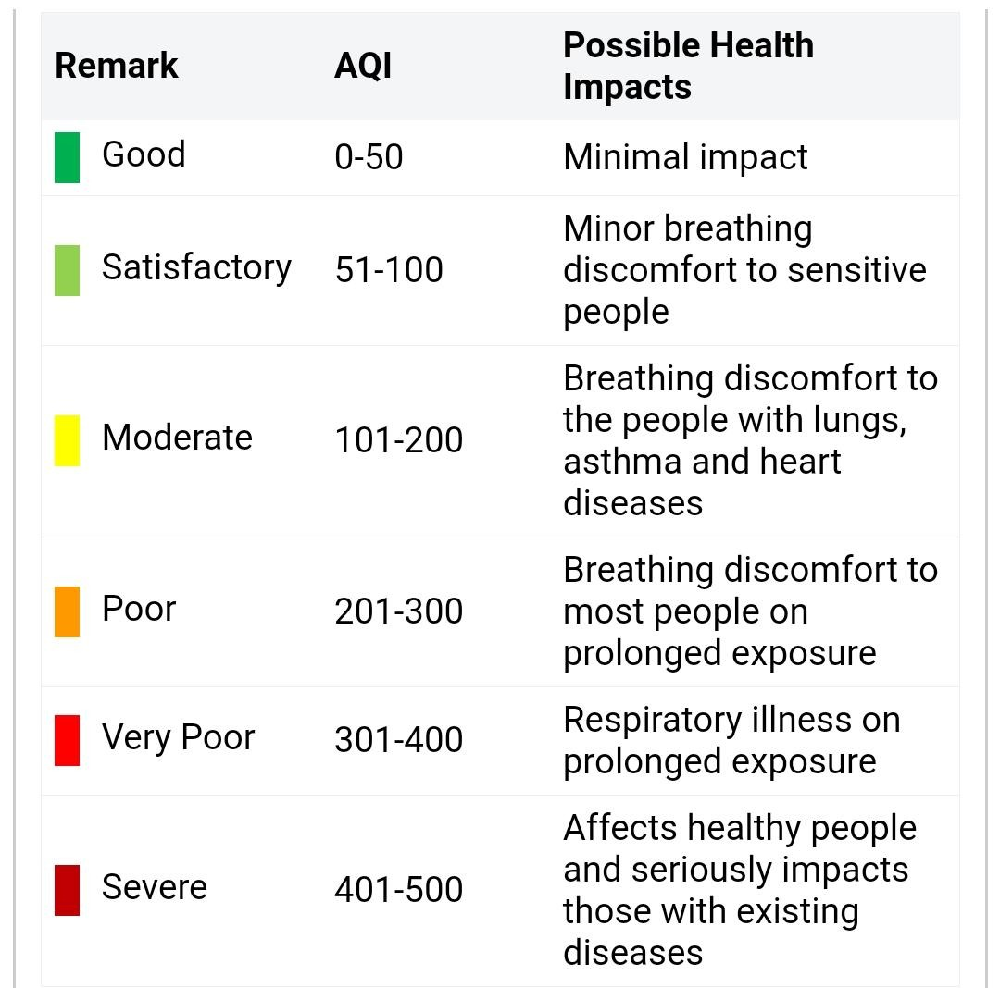 Remark AQI Possible Health
Impacts
Good 0-50 Minimal impact
Minor breathing
Satisfactory 51-100 discomfort to sensitive
people
Breathing discomfort to
the people with lungs,
Moderate 101-200 asthma and heart
diseases
Breathing discomfort to
Poor 201-300 most people on
prolonged exposure
Very Poor 301-400 Respiratory illness on
prolonged exposure
Affects healthy people
and seriously impacts
Severe 401-500 those with existing
diseases